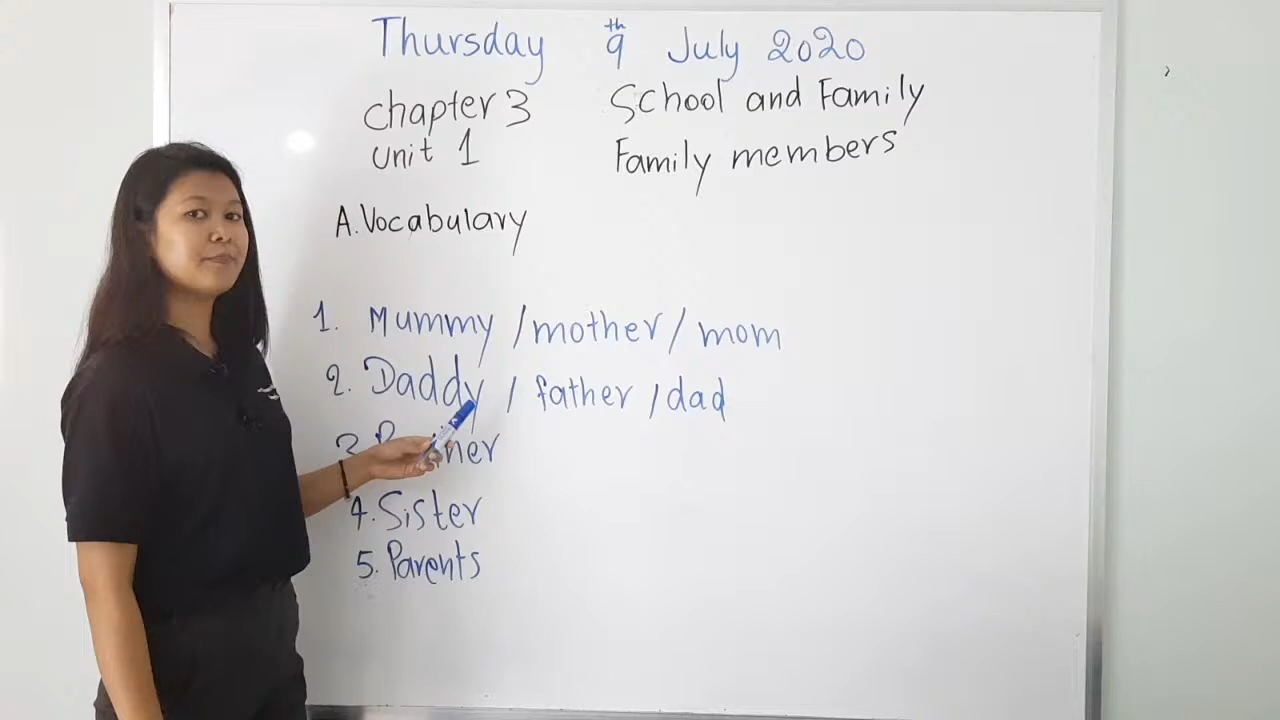 Thursday 9th July 2020
Chapter 3 School and Family
Unit 1 Family members
A. Vocabulary
1. Mummy / mother / mom
2. Daddy / father / dad
3.
4. Sister
5. Parents